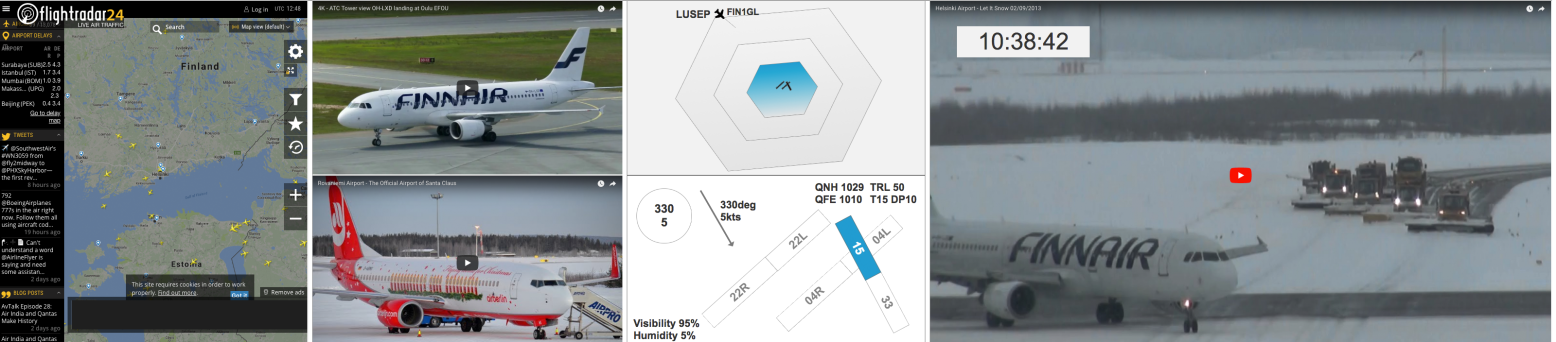 flightradar24
Log in
UTC 12:48
LIVE AIR TRAFFIC
Search
Map view (default)
AIRPORT DELAYS
AIRPORT AR DE
R P
Surabaya (SUB) 2.5 4.3
Istanbul (IST) 1.7 3.4
Mumbai (BOM) 1.0 3.9
Makass... (UPG) 2.0
2.3
Beijing (PEK) 0.4 3.4
Go to delay
map
TWEETS
@SouthwestAir's
#WN3059 from
@fly2midway to
@PHXSkyHarbor—
the first rev...
8 hours ago
792
@BoeingAirplanes
777s in the air right
now. Follow them all
using aircraft cod...
19 hours ago
Can't
understand a word
@AirlineFlyer is
saying and need
some assistan...
2 days ago
BLOG POSTS
AvTalk Episode 28:
Air India and Qantas
Make History
2 days ago
Air India and Qantas
Finland
Estonia
This site requires cookies in order to work
properly. Find out more.
Got it
Remove ads
4K - ATC Tower view OH-LXD landing at Oulu EFOU
FINNAIR
Rovaniemi Airport - The Official Airport of Santa Claus
AIRPRO
LUSEP
FIN1GL
330
5
330deg
5kts
QNH 1029 TRL 50
QFE 1010 T15 DP10
22L
15
04L
22R
04R
33
Visibility 95%
Humidity 5%
Helsinki Airport - Let It Snow 02/09/2013
10:38:42
FINNAIR